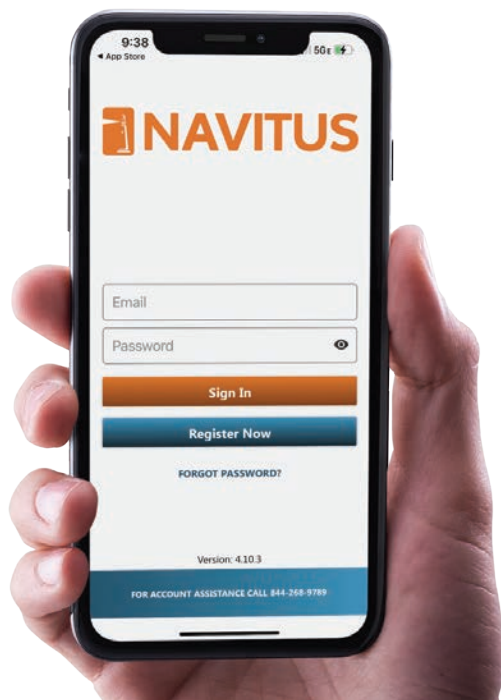 9:38
5GE
◀ App Store
NAVITUS
Email
Password
Sign In
Register Now
FORGOT PASSWORD?
Version: 4.10.3
FOR ACCOUNT ASSISTANCE CALL 844-268-9789